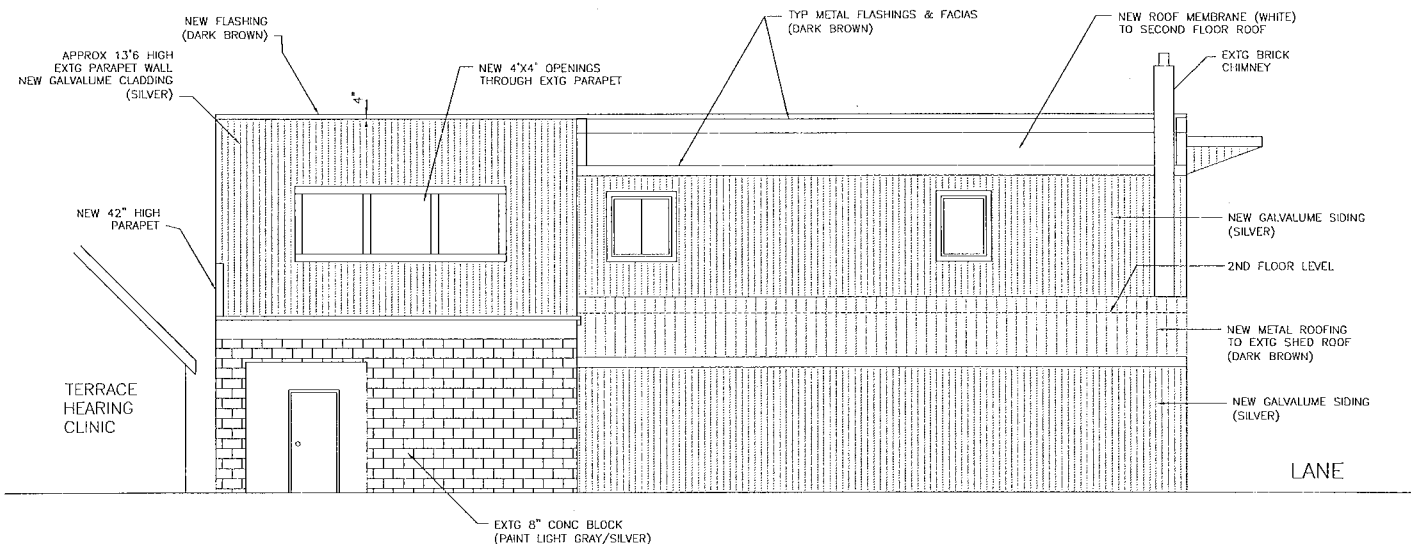 NEW FLASHING
(DARK BROWN)
APPROX 13'6 HIGH
EXTG PARAPET WALL
NEW GALVALUME CLADDING
(SILVER)
NEW 4'X4' OPENINGS
THROUGH EXTG PARAPET
4"
TYP METAL FLASHINGS & FACIAS
(DARK BROWN)
NEW ROOF MEMBRANE (WHITE)
TO SECOND FLOOR ROOF
EXTG BRICK
CHIMNEY
NEW 42" HIGH
PARAPET
NEW GALVALUME SIDING
(SILVER)
2ND FLOOR LEVEL
NEW METAL ROOFING
TO EXTG SHED ROOF
(DARK BROWN)
TERRACE
HEARING
CLINIC
NEW GALVALUME SIDING
(SILVER)
LANE
EXTG 8" CONC BLOCK
(PAINT LIGHT GRAY/SILVER)